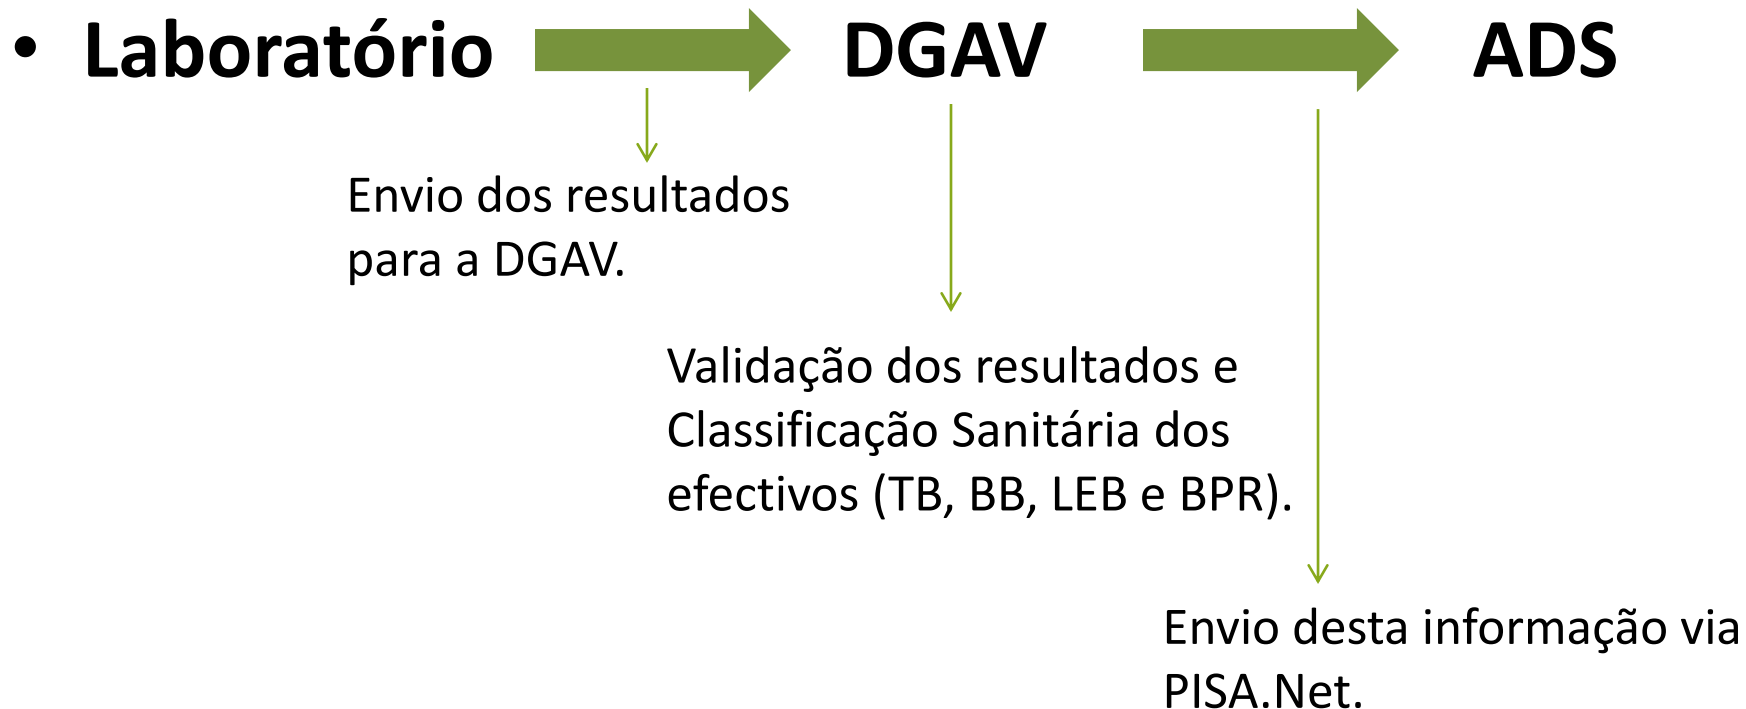 • Laboratório DGAV ADS
Envio dos resultados
para a DGAV.
Validação dos resultados e
Classificação Sanitária dos
efectivos (TB, BB, LEB e BPR).
Envio desta informação via
PISA.Net.